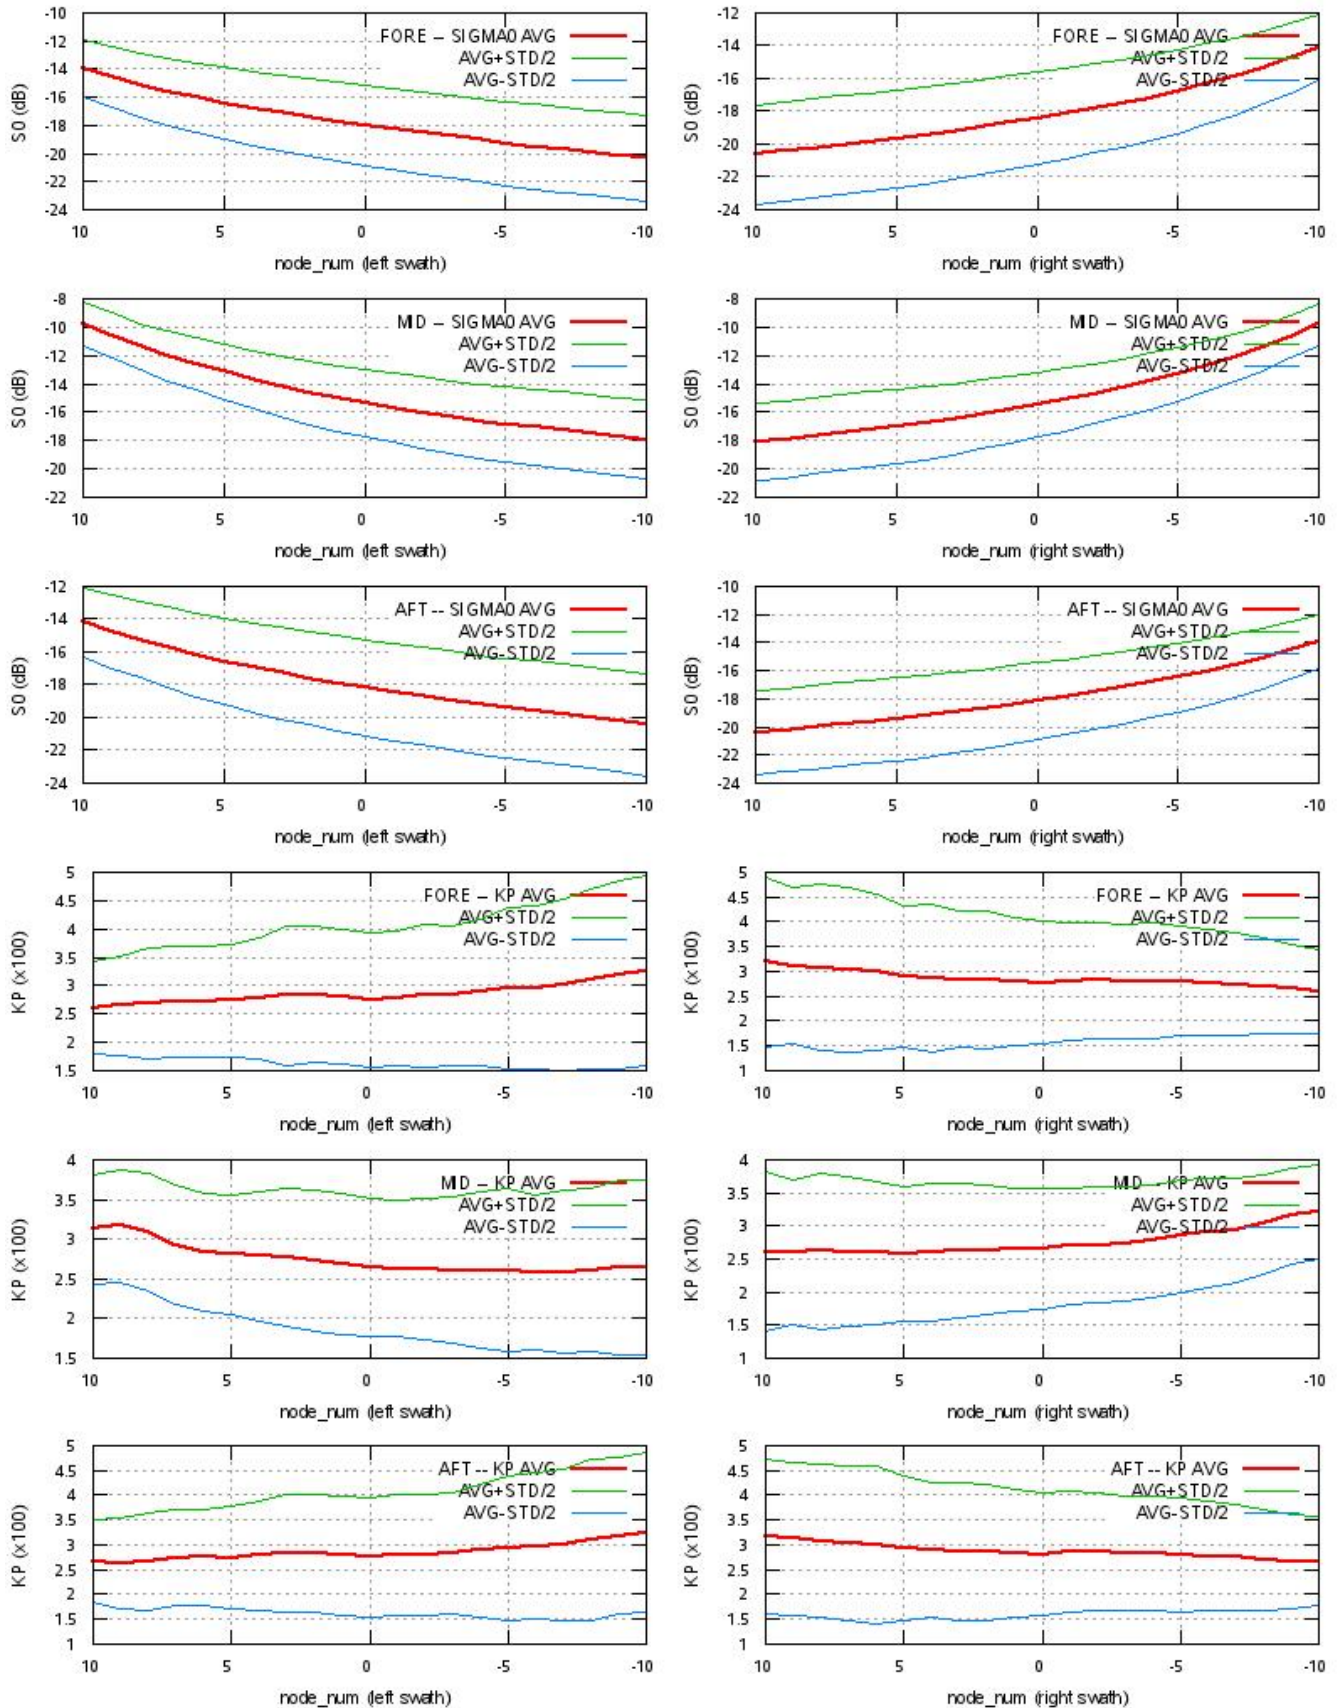 -10
-12
-14
-16
-18
-20
-22
-24
S0 (dB)
FORE -- SIGMA0 AVG
AVG+STD/2
AVG-STD/2
10 5 0 -5 -10
node_num (left swath)
-12
-14
-16
-18
-20
-22
-24
S0 (dB)
FORE -- SIGMA0 AVG
AVG+STD/2
AVG-STD/2
10 5 0 -5 -10
node_num (right swath)
-8
-10
-12
-14
-16
-18
-20
-22
S0 (dB)
MID -- SIGMA0 AVG
AVG+STD/2
AVG-STD/2
10 5 0 -5 -10
node_num (left swath)
-8
-10
-12
-14
-16
-18
-20
-22
S0 (dB)
MID -- SIGMA0 AVG
AVG+STD/2
AVG-STD/2
10 5 0 -5 -10
node_num (right swath)
-12
-14
-16
-18
-20
-22
-24
S0 (dB)
AFT -- SIGMA0 AVG
AVG+STD/2
AVG-STD/2
10 5 0 -5 -10
node_num (left swath)
-10
-12
-14
-16
-18
-20
-22
-24
S0 (dB)
AFT -- SIGMA0 AVG
AVG+STD/2
AVG-STD/2
10 5 0 -5 -10
node_num (right swath)
5
4.5
4
3.5
3
2.5
2
1.5
KP (x100)
FORE -- KP AVG
AVG+STD/2
AVG-STD/2
10 5 0 -5 -10
node_num (left swath)
5
4.5
4
3.5
3
2.5
2
1.5
1
KP (x100)
FORE -- KP AVG
AVG+STD/2
AVG-STD/2
10 5 0 -5 -10
node_num (right swath)
4
3.5
3
2.5
2
1.5
KP (x100)
MID -- KP AVG
AVG+STD/2
AVG-STD/2
10 5 0 -5 -10
node_num (left swath)
4
3.5
3
2.5
2
1.5
1
KP (x100)
MID -- KP AVG
AVG+STD/2
AVG-STD/2
10 5 0 -5 -10
node_num (right swath)
5
4.5
4
3.5
3
2.5
2
1.5
1
KP (x100)
AFT -- KP AVG
AVG+STD/2
AVG-STD/2
10 5 0 -5 -10
node_num (left swath)
5
4.5
4
3.5
3
2.5
2
1.5
1
KP (x100)
AFT -- KP AVG
AVG+STD/2
AVG-STD/2
10 5 0 -5 -10
node_num (right swath)